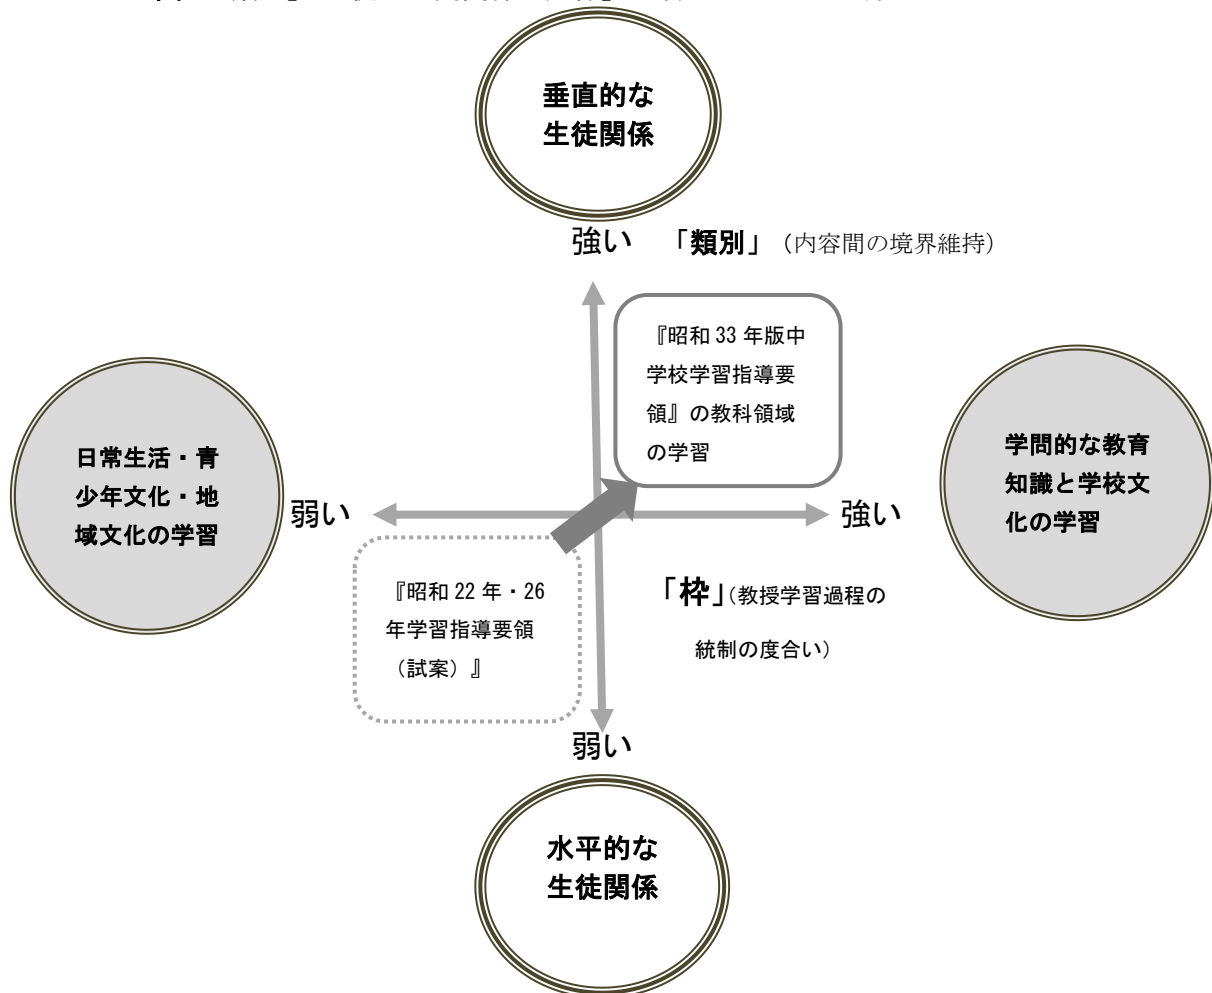 垂直的な
生徒関係
強い 「類別」(内容間の境界維持)
『昭和 33 年版中
学校学習指導要
領』の教科領域
の学習
日常生活・青
少年文化・地
域文化の学習
学問的な教育
知識と学校文
化の学習
弱い
強い
『昭和 22 年・26
年学習指導要領
（試案）』
「枠」(教授学習過程の
統制の度合い)
弱い
水平的な
生徒関係